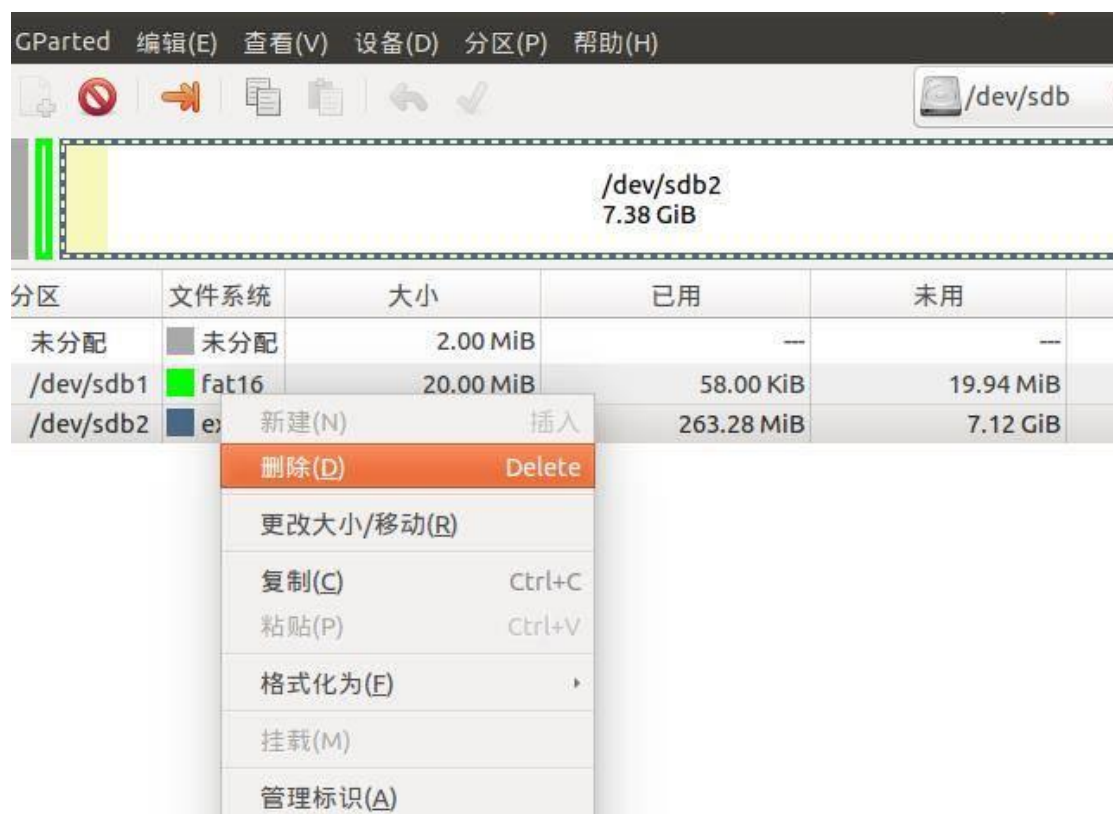 GParted 编辑(E) 查看(V) 设备(D) 分区(P) 帮助(H)
/dev/sdb
/dev/sdb2
7.38 GiB
分区 文件系统 大小 已用 未用
未分配 未分配 2.00 MiB --- ---
/dev/sdb1 fat16 20.00 MiB 58.00 KiB 19.94 MiB
/dev/sdb2 263.28 MiB 7.12 GiB
新建(N) 插入
删除(D) Delete
更改大小/移动(R)
复制(C) Ctrl+C
粘贴(P) Ctrl+V
格式化为(F)
挂载(M)
管理标识(A)